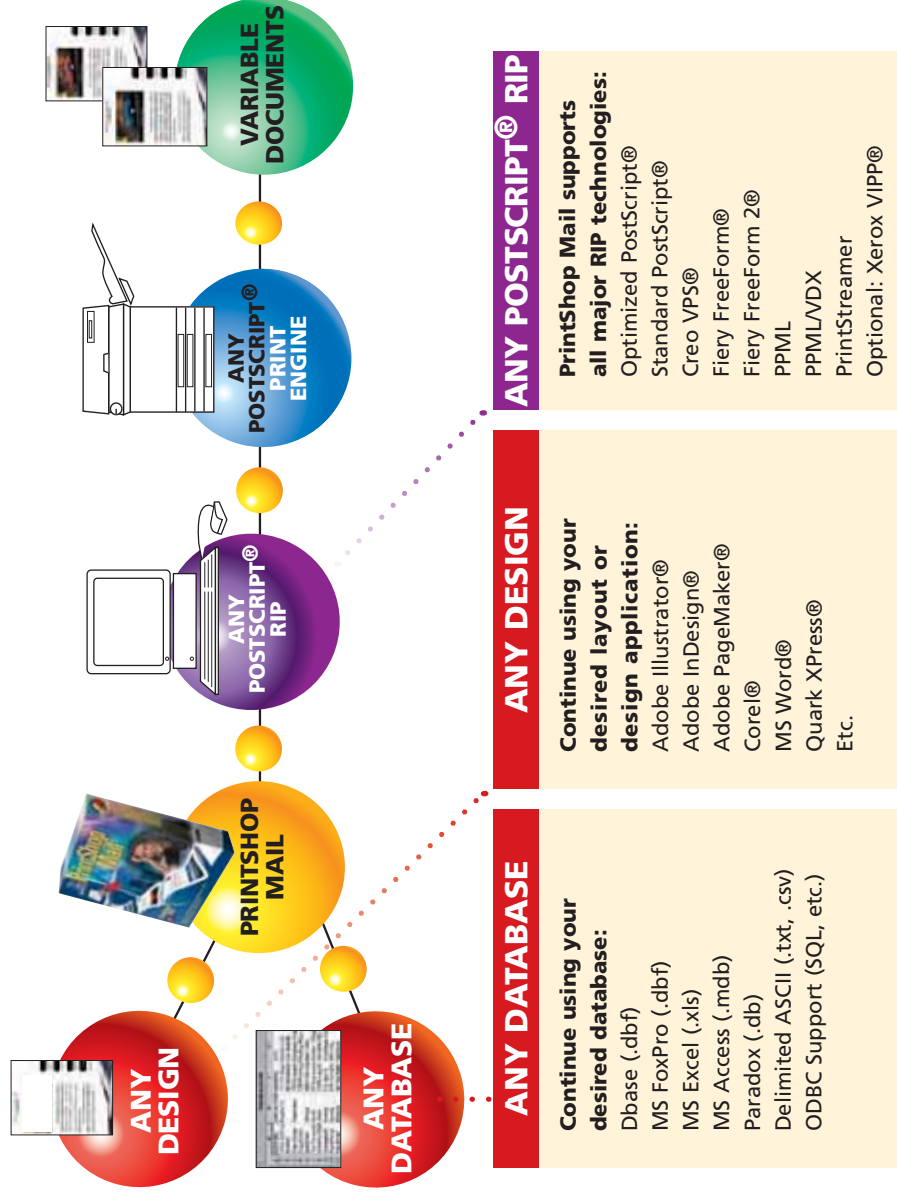 ANY
DESIGN
ANY
DATABASE
PRINTSHOP
MAIL
ANY
POSTSCRIPT®
RIP
ANY
POSTSCRIPT®
PRINT
ENGINE
VARIABLE
DOCUMENTS
ANY DATABASE
Continue using your
desired database:
Dbase (.dbf)
MS FoxPro (.dbf)
MS Excel (.xls)
MS Access (.mdb)
Paradox (.db)
Delimited ASCII (.txt, .csv)
ODBC Support (SQL, etc.)
ANY DESIGN
Continue using your
desired layout or
design application:
Adobe Illustrator®
Adobe InDesign®
Adobe PageMaker®
Corel®
MS Word®
Quark XPress®
Etc.
ANY POSTSCRIPT® RIP
PrintShop Mail supports
all major RIP technologies:
Optimized PostScript®
Standard PostScript®
Creo VPS®
Fiery FreeForm®
Fiery FreeForm 2®
PPML
PPML/VDX
PrintStreamer
Optional: Xerox VIPP®
PrintShop
Mail